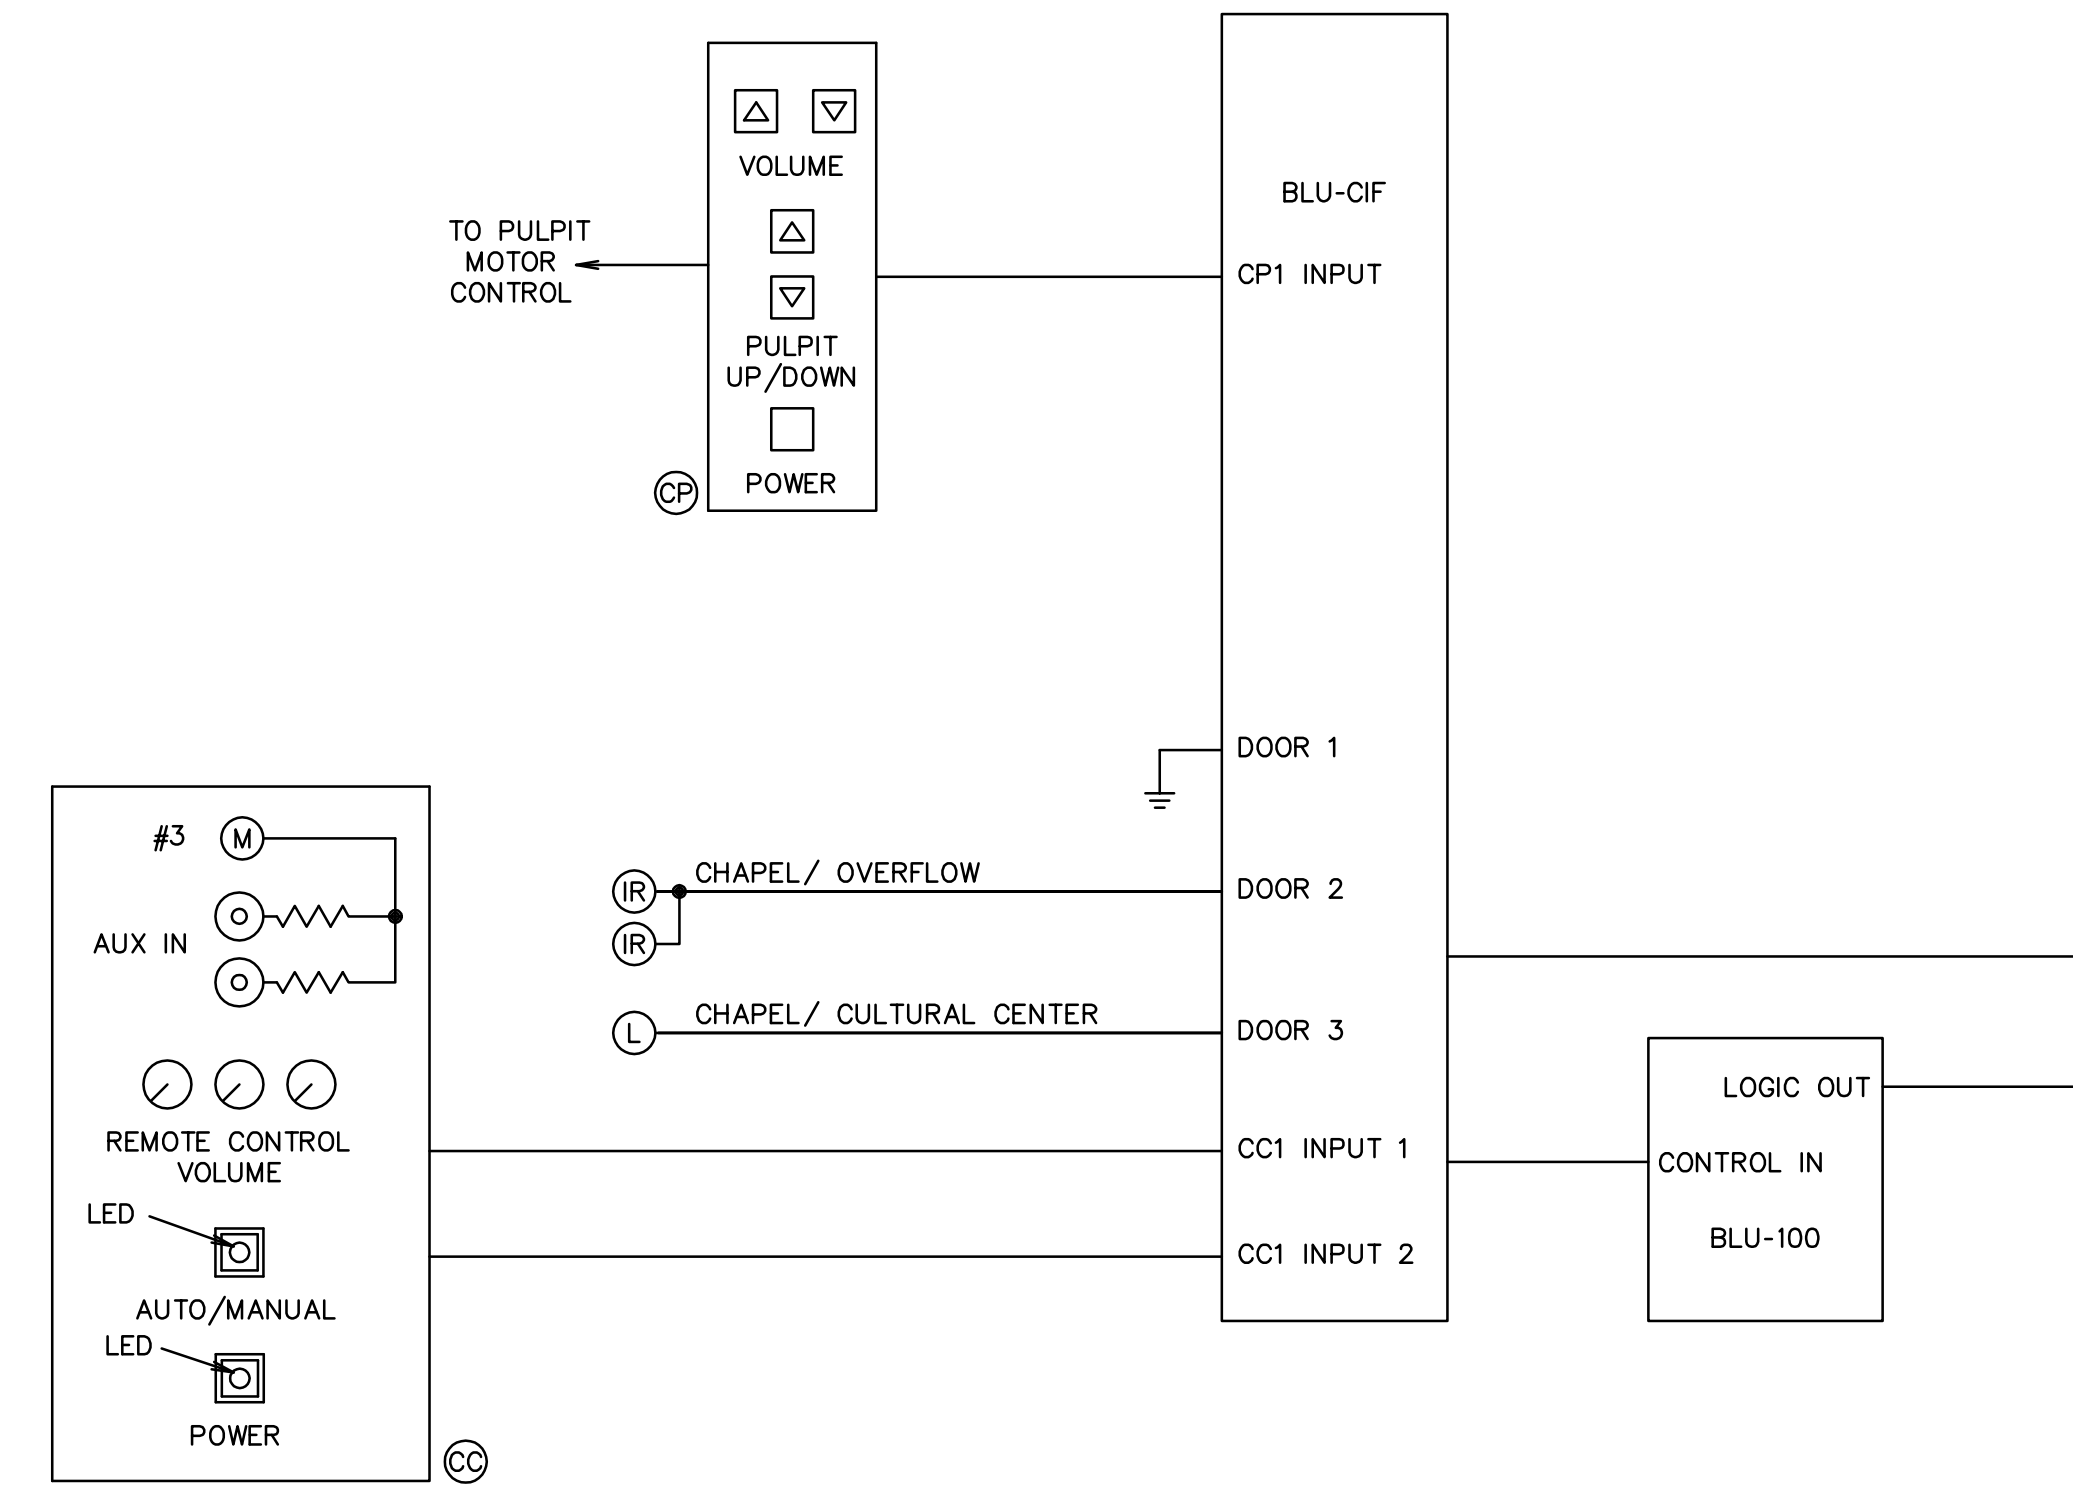 VOLUME
TO PULPIT
MOTOR
CONTROL
PULPIT
UP/DOWN
POWER
CP
BLU-CIF
CP1 INPUT
DOOR 1
DOOR 2
DOOR 3
CC1 INPUT 1
CC1 INPUT 2
IR
CHAPEL/ OVERFLOW
IR
L
CHAPEL/ CULTURAL CENTER
#3
M
AUX IN
REMOTE CONTROL
VOLUME
LED
AUTO/MANUAL
LED
POWER
CC
LOGIC OUT
CONTROL IN
BLU-100